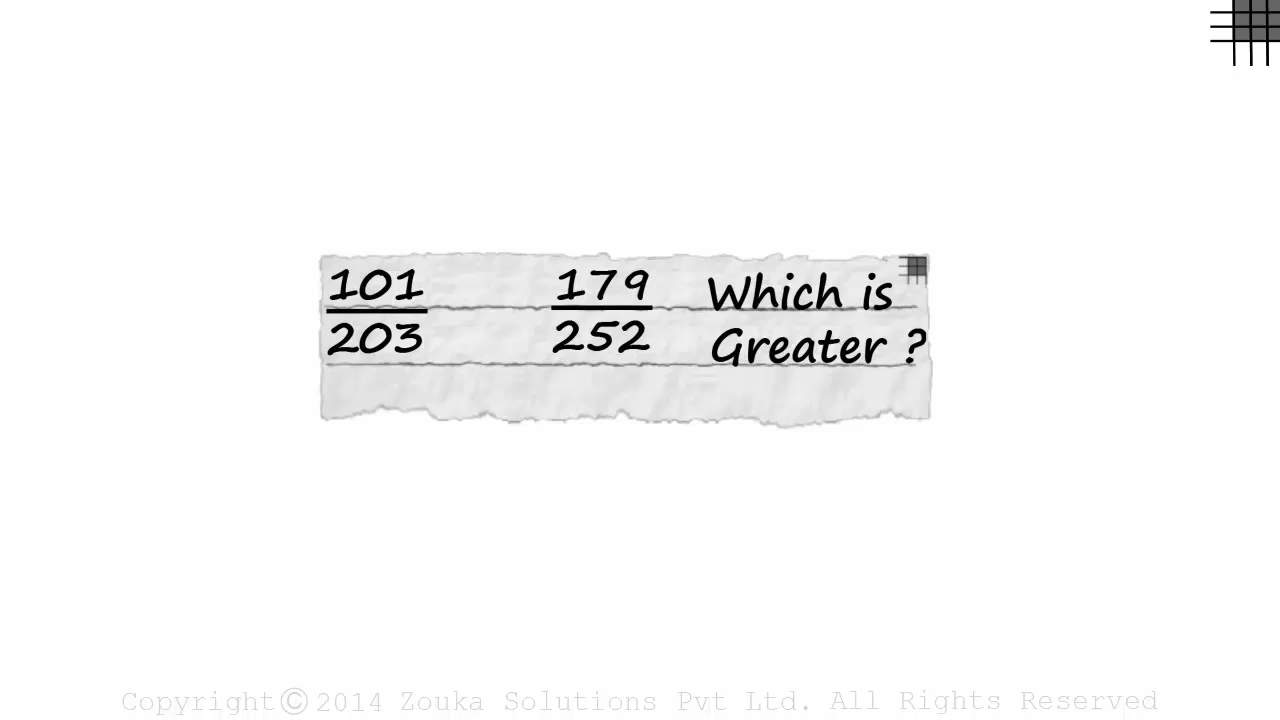 101 179 Which is
203 252 Greater ?
Copyright©2014 Zouka Solutions Pvt Ltd. All Rights Reserved